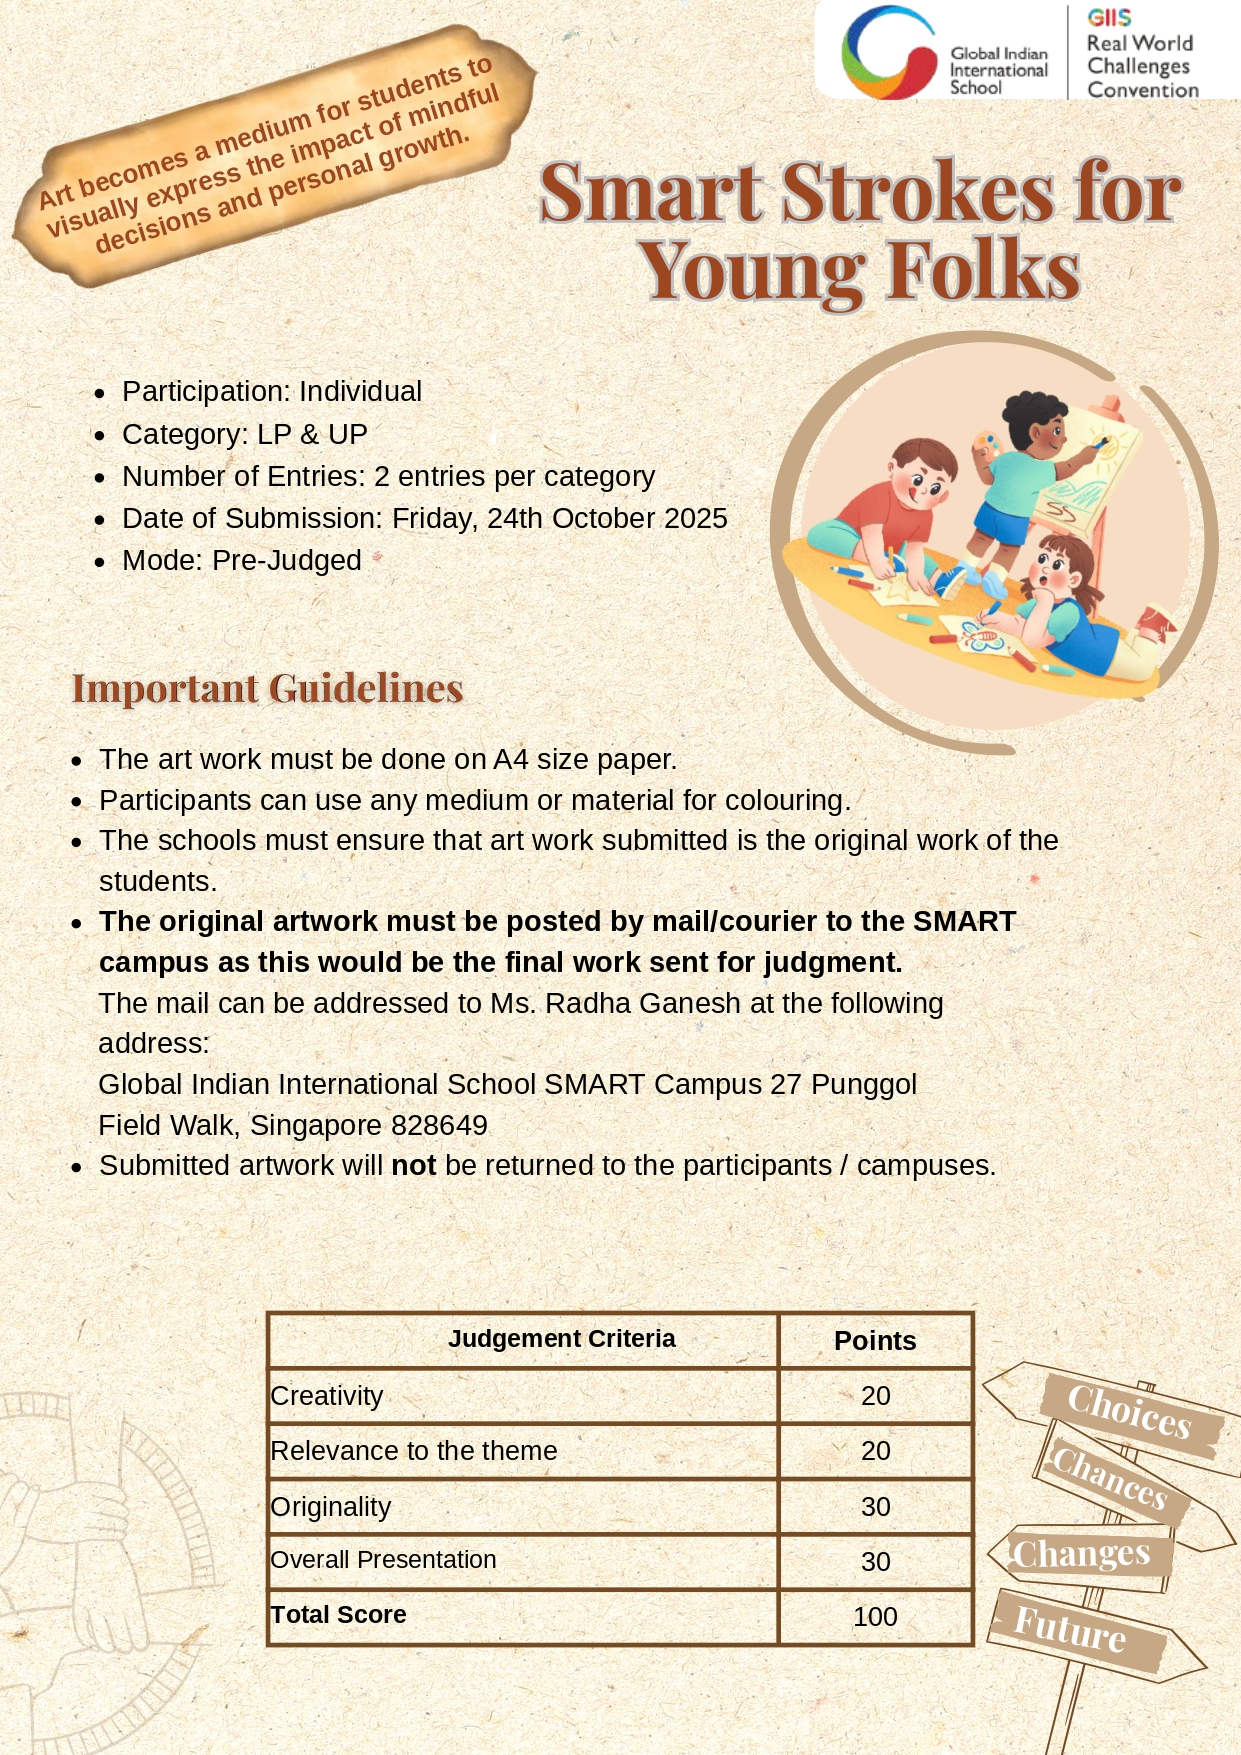 Global Indian
International
School
GIIS
Real World
Challenges
Convention
Art becomes a medium for students to
visually express the impact of mindful
decisions and personal growth.
Smart Strokes for
Young Folks
• Participation: Individual
• Category: LP & UP
• Number of Entries: 2 entries per category
• Date of Submission: Friday, 24th October 2025
• Mode: Pre-Judged
Important Guidelines
• The art work must be done on A4 size paper.
• Participants can use any medium or material for colouring.
• The schools must ensure that art work submitted is the original work of the
students.
• The original artwork must be posted by mail/courier to the SMART
campus as this would be the final work sent for judgment.
The mail can be addressed to Ms. Radha Ganesh at the following
address:
Global Indian International School SMART Campus 27 Punggol
Field Walk, Singapore 828649
• Submitted artwork will not be returned to the participants / campuses.
Judgement Criteria Points
Creativity 20
Relevance to the theme 20
Originality 30
Overall Presentation 30
Total Score 100
Choices
Chances
Changes
Future